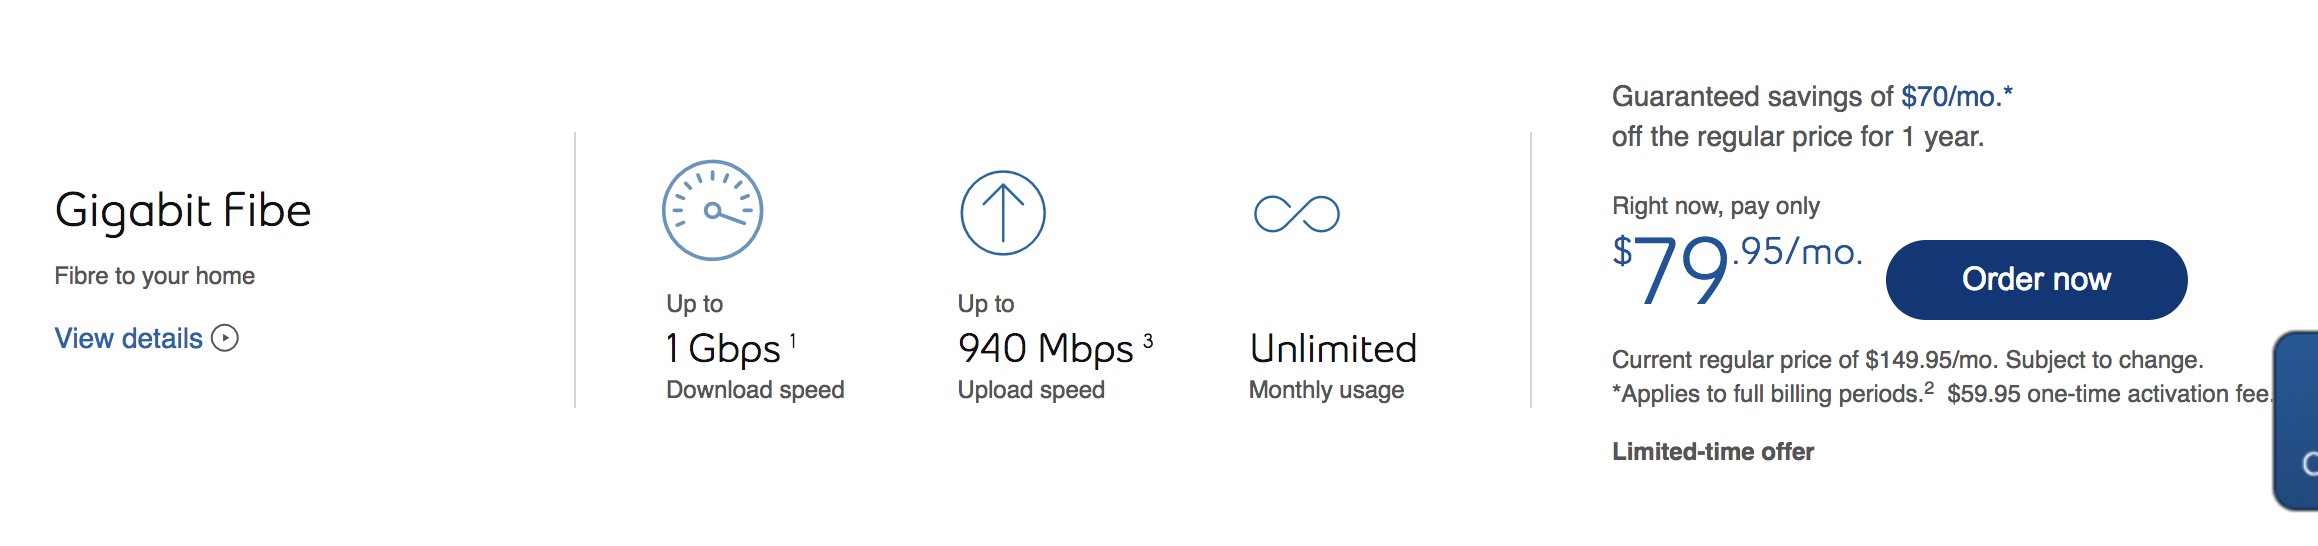 Gigabit Fibe
Fibre to your home
View details
Up to
1 Gbps 1
Download speed
Up to
940 Mbps 3
Upload speed
Unlimited
Monthly usage
Guaranteed savings of $70/mo.*
off the regular price for 1 year.
Right now, pay only
$79.95/mo.
Order now
Current regular price of $149.95/mo. Subject to change.
*Applies to full billing periods.2 $59.95 one-time activation fee.
Limited-time offer